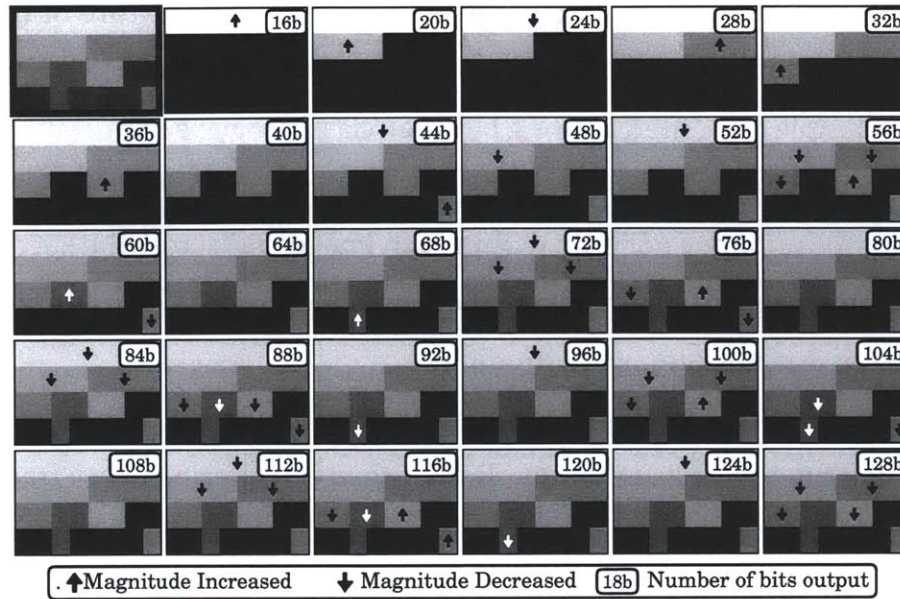 16b 20b 24b 28b 32b
36b 40b 44b 48b 52b 56b
60b 64b 68b 72b 76b 80b
84b 88b 92b 96b 100b 104b
108b 112b 116b 120b 124b 128b
. Magnitude Increased Magnitude Decreased 18b Number of bits output